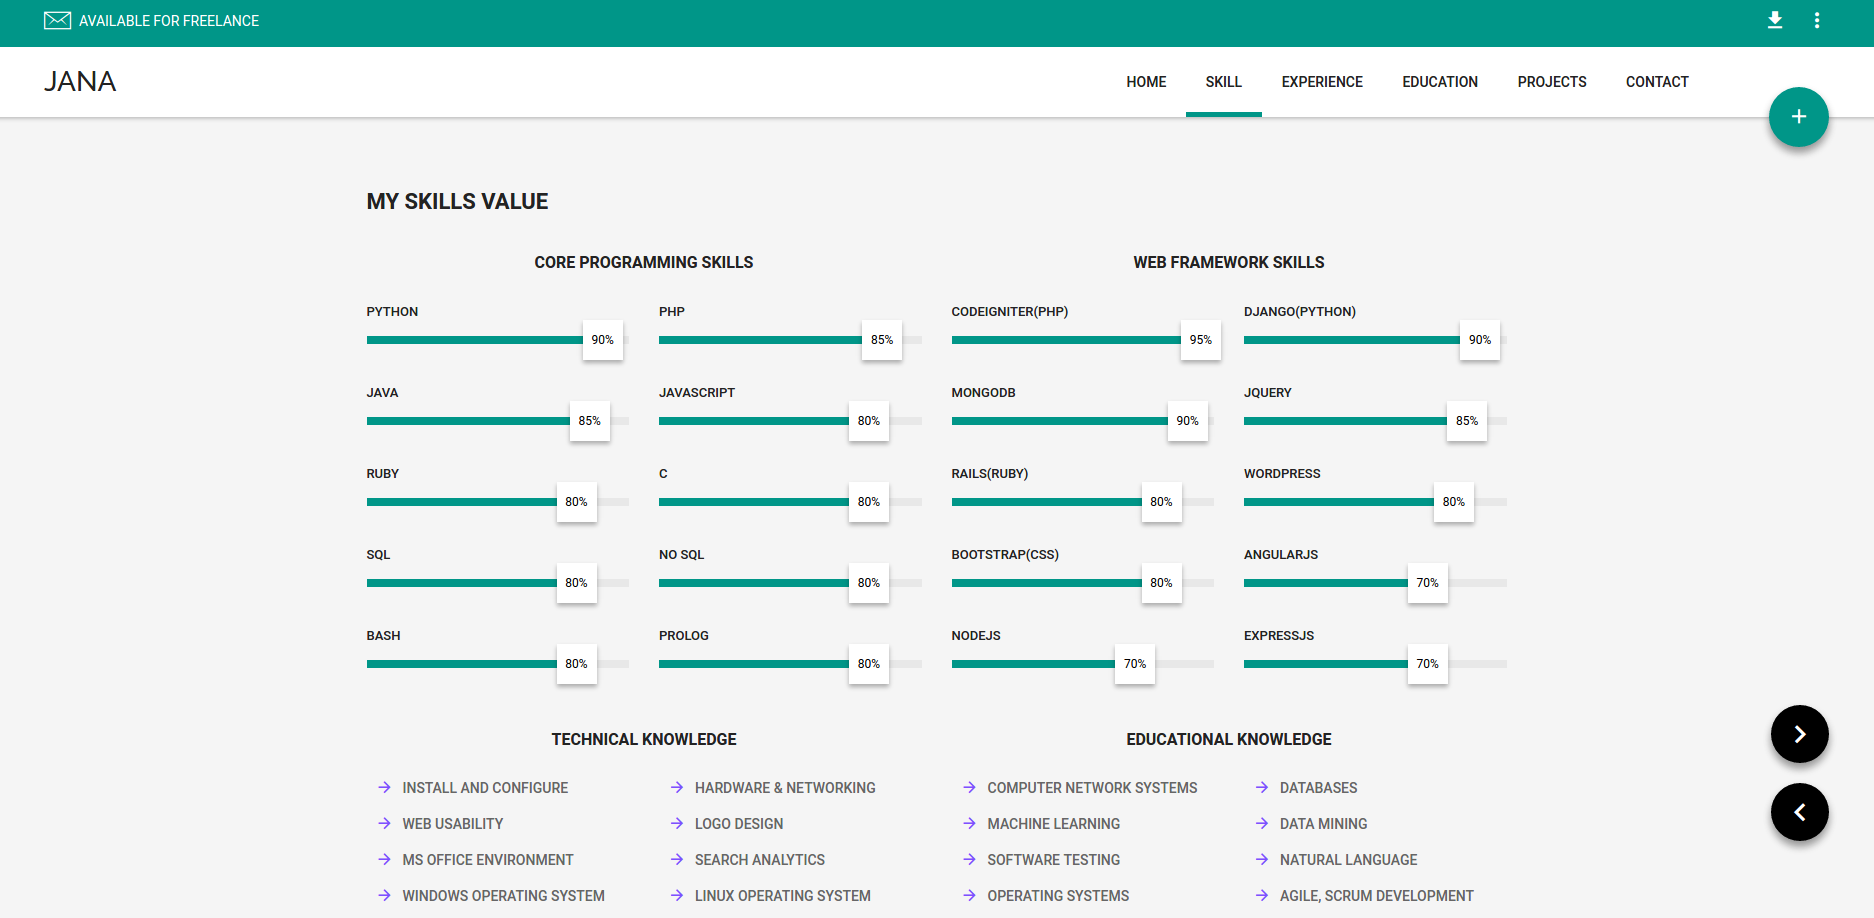 AVAILABLE FOR FREELANCE
JANA
HOME SKILL EXPERIENCE EDUCATION PROJECTS CONTACT
+
MY SKILLS VALUE
CORE PROGRAMMING SKILLS
WEB FRAMEWORK SKILLS
PYTHON PHP CODEIGNITER(PHP) DJANGO(PYTHON)
90% 85% 95% 90%
JAVA JAVASCRIPT MONGODB JQUERY
85% 80% 90% 85%
RUBY C RAILS(RUBY) WORDPRESS
80% 80% 80% 80%
SQL NO SQL BOOTSTRAP(CSS) ANGULARJS
80% 80% 80% 70%
BASH PROLOG NODEJS EXPRESSJS
80% 80% 70% 70%
TECHNICAL KNOWLEDGE
EDUCATIONAL KNOWLEDGE
INSTALL AND CONFIGURE HARDWARE & NETWORKING COMPUTER NETWORK SYSTEMS DATABASES
WEB USABILITY LOGO DESIGN MACHINE LEARNING DATA MINING
MS OFFICE ENVIRONMENT SEARCH ANALYTICS SOFTWARE TESTING NATURAL LANGUAGE
WINDOWS OPERATING SYSTEM LINUX OPERATING SYSTEM OPERATING SYSTEMS AGILE, SCRUM DEVELOPMENT